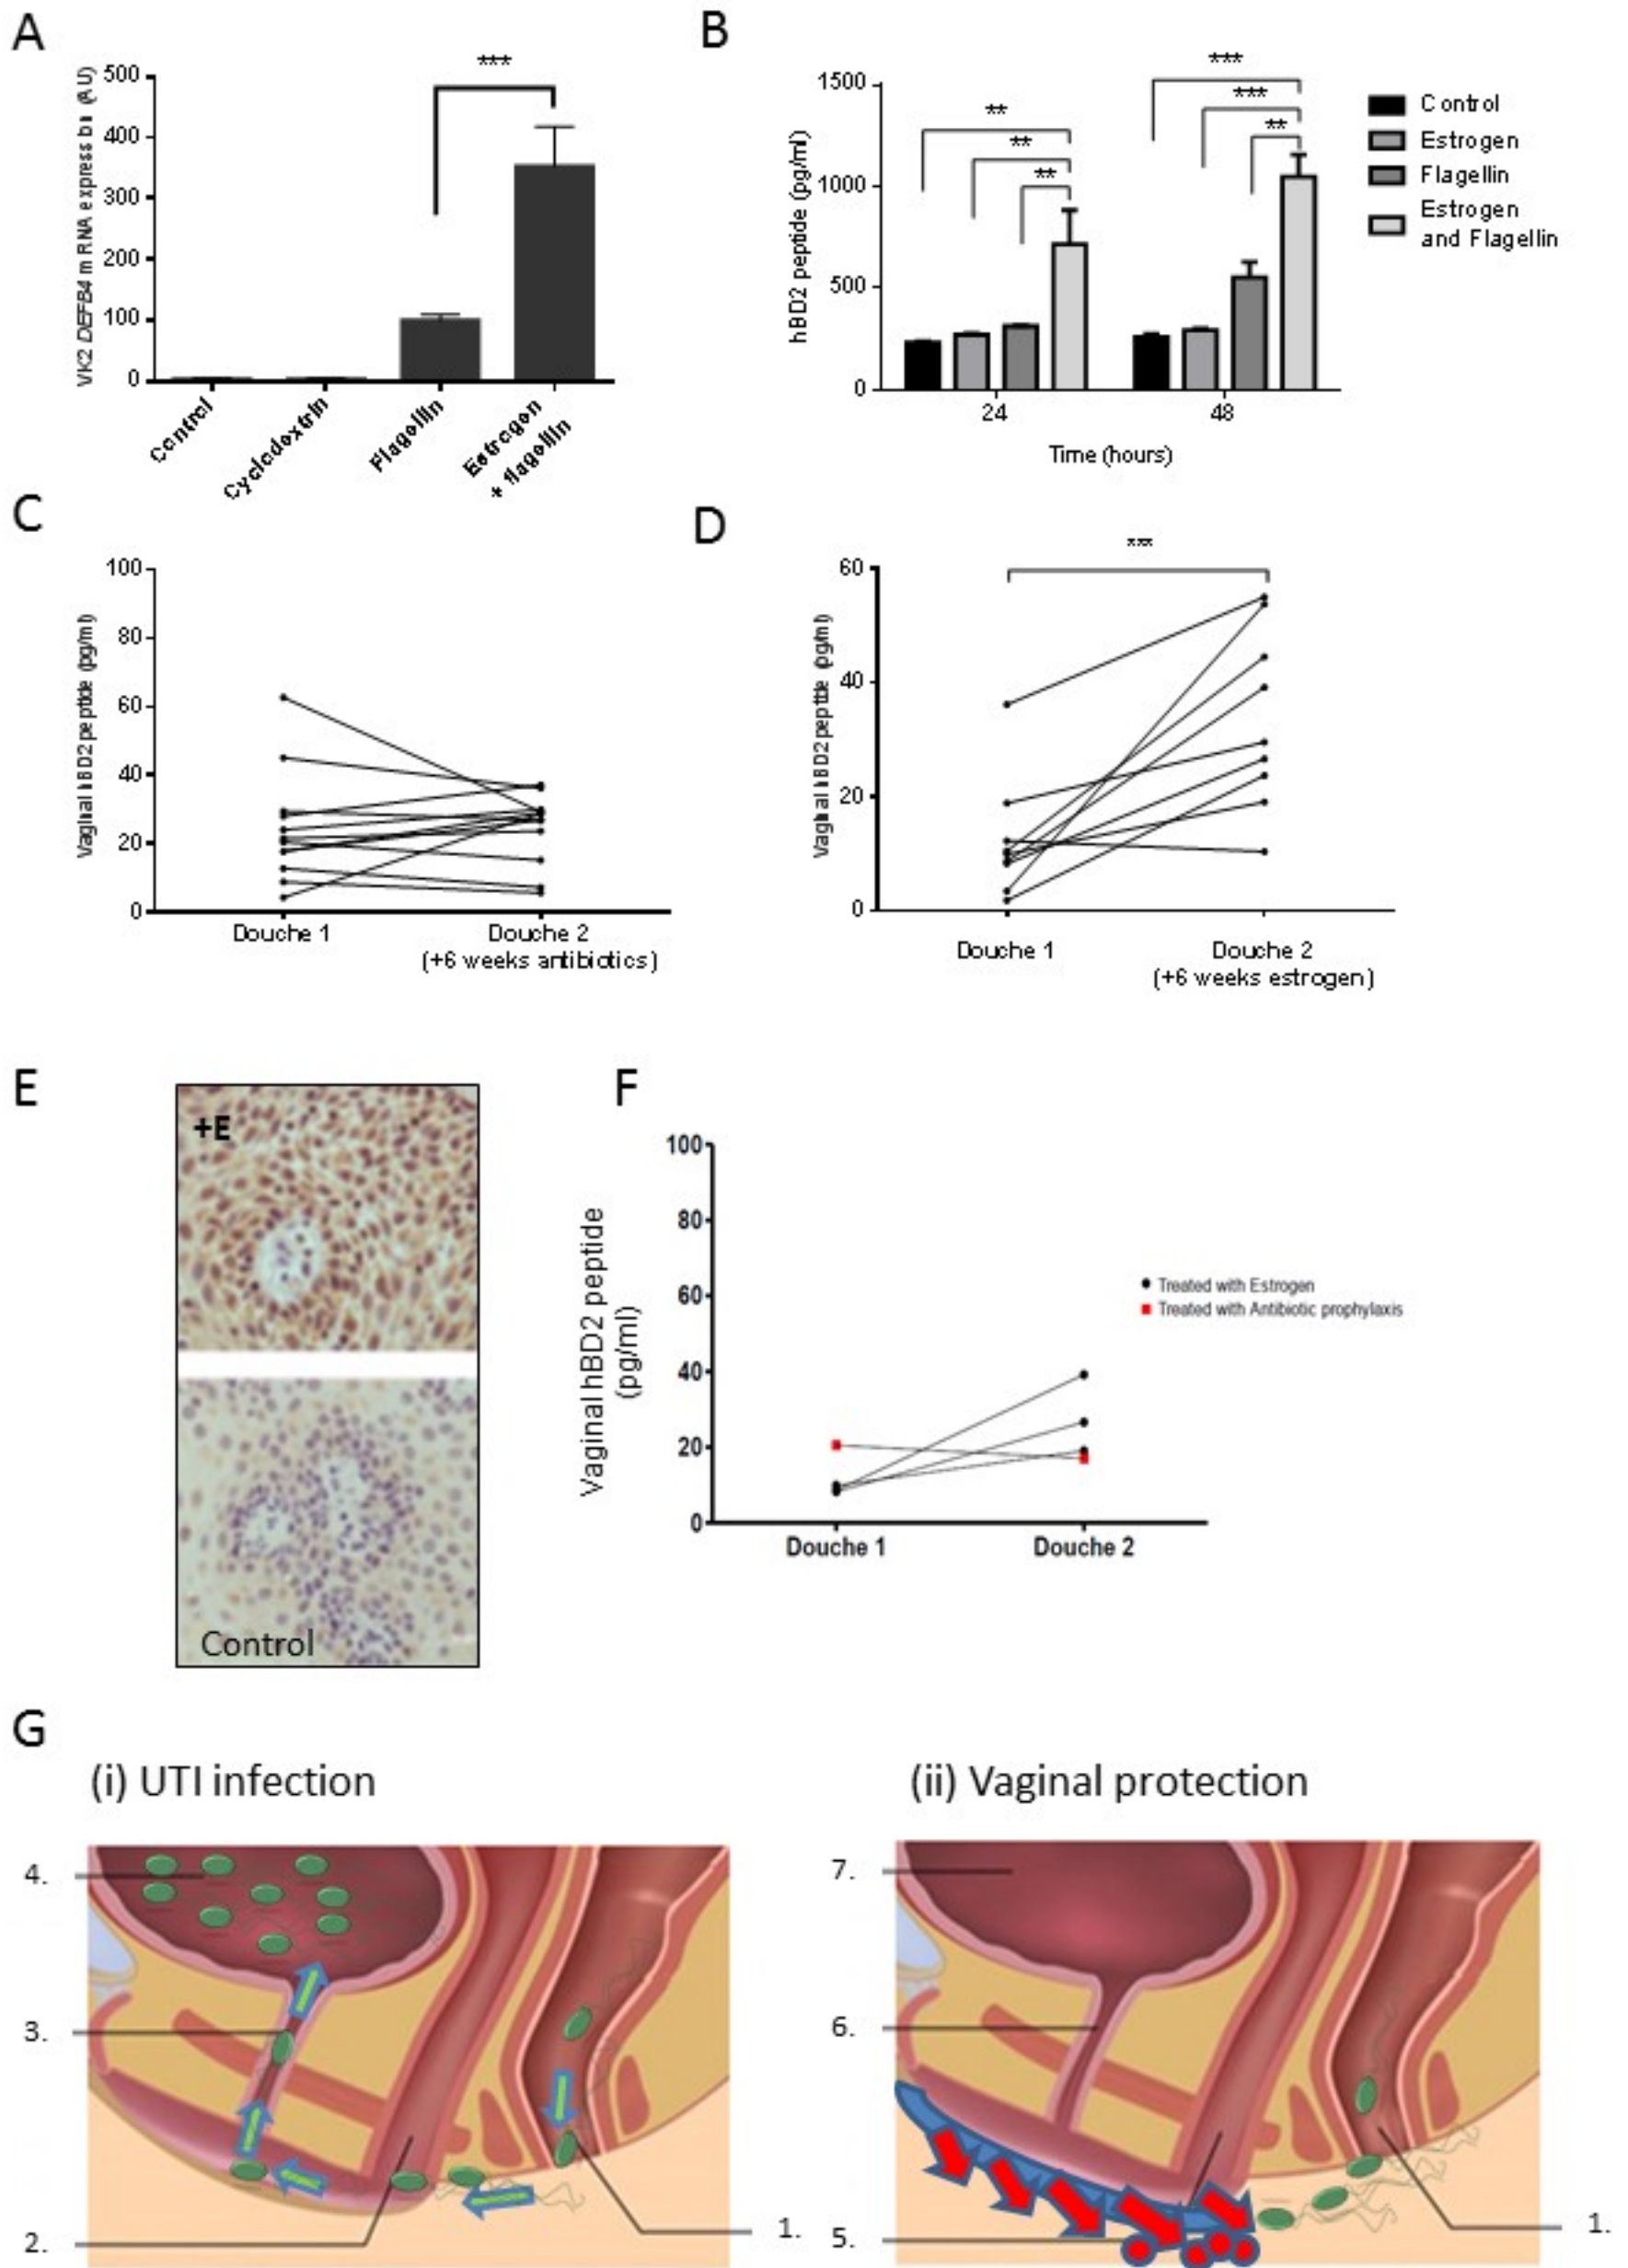 A
VK2 DEFB4 mRNA expression (AU)
500
400
300
200
100
0
***
Control
Cyclodextrin
Flagellin
Estrogen
+ flagellin
B
hBD2 peptide (pg/ml)
1500
1000
500
0
**
**
**
***
***
**
24
48
Time (hours)
Control
Estrogen
Flagellin
Estrogen
and Flagellin
C
Vaginal hBD2 peptide (pg/ml)
100
80
60
40
20
0
Douche 1
Douche 2
(+6 weeks antibiotics)
D
Vaginal hBD2 peptide (pg/ml)
60
40
20
0
***
Douche 1
Douche 2
(+6 weeks estrogen)
E
+E
Control
F
Vaginal hBD2 peptide
(pg/ml)
100
80
60
40
20
0
Douche 1
Douche 2
Treated with Estrogen
Treated with Antibiotic prophylaxis
G
(i) UTI infection
4.
3.
2.
1.
(ii) Vaginal protection
7.
6.
5.
1.